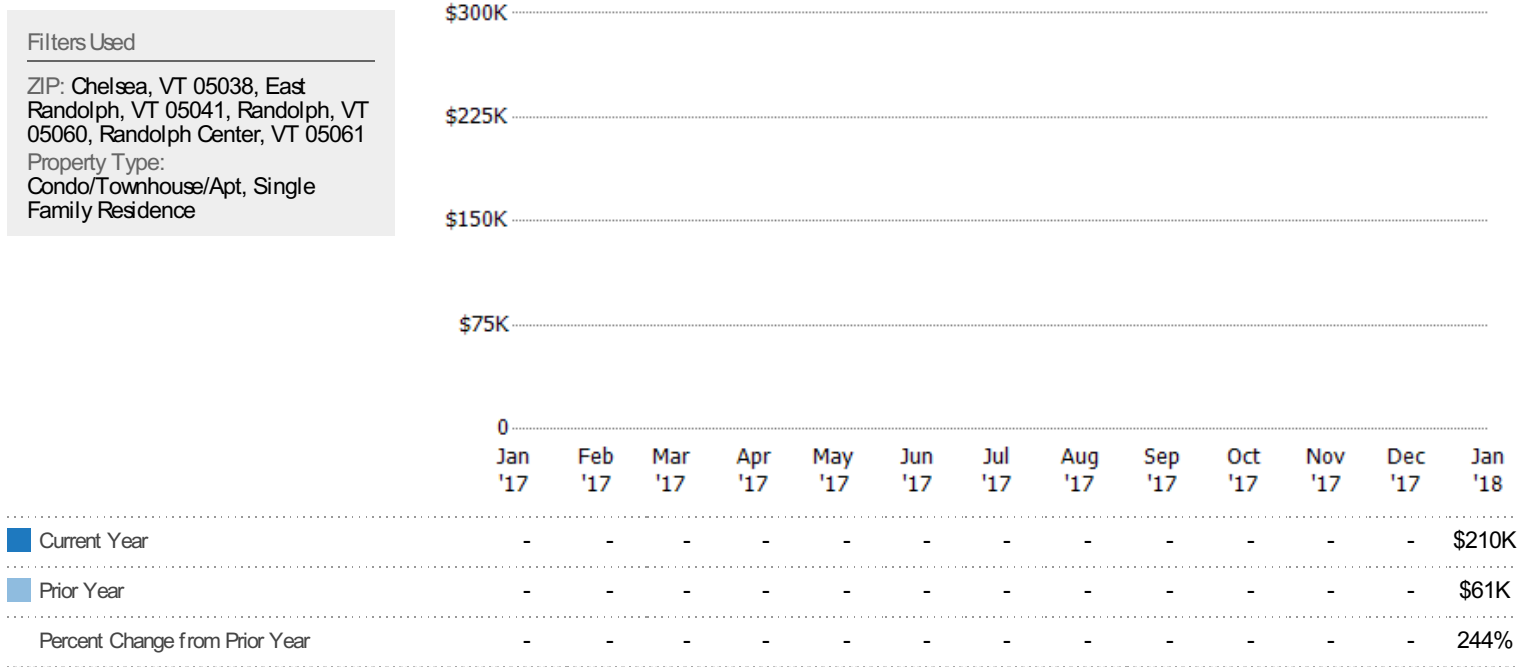 Filters Used
ZIP: Chelsea, VT 05038, East
Randolph, VT 05041, Randolph, VT
05060, Randolph Center, VT 05061
Property Type:
Condo/Townhouse/Apt, Single
Family Residence
$300K
$225K
$150K
$75K
0
Jan Feb Mar Apr May Jun Jul Aug Sep Oct Nov Dec Jan
'17 '17 '17 '17 '17 '17 '17 '17 '17 '17 '17 '17 '18
Current Year - - - - - - - - - - - - $210K
Prior Year - - - - - - - - - - - - $61K
Percent Change from Prior Year - - - - - - - - - - - - 244%